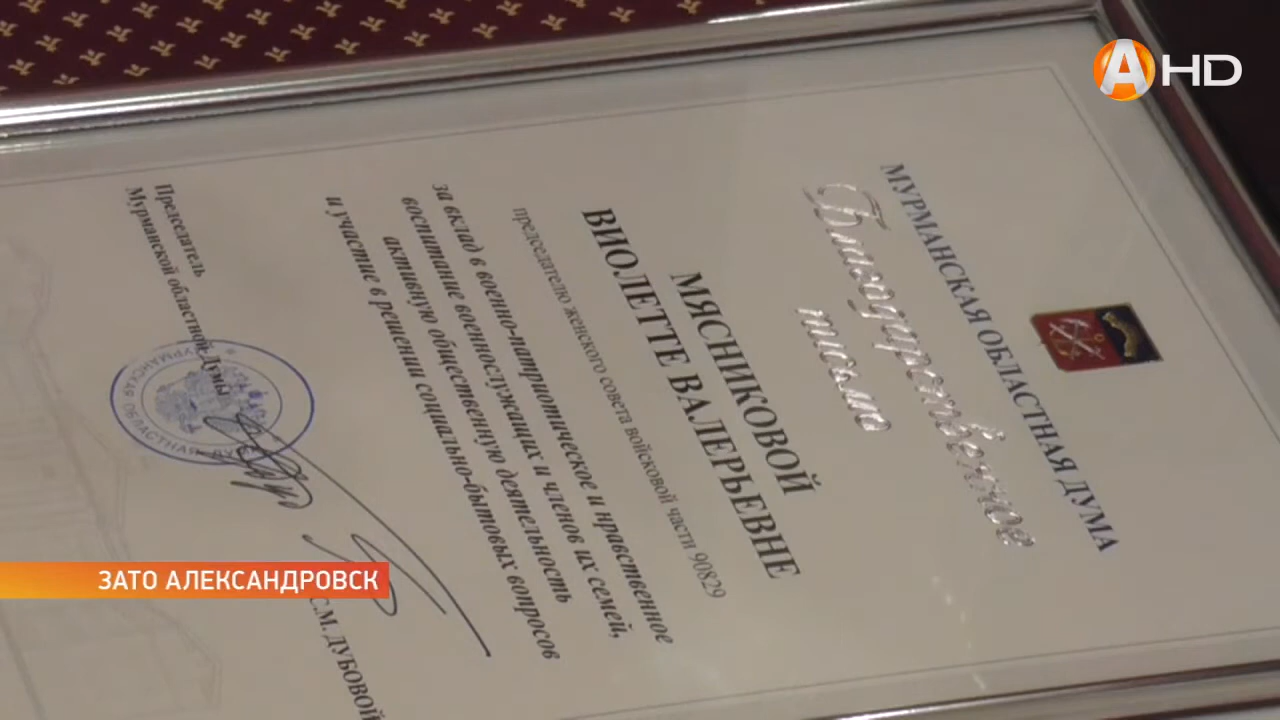 МУРМАНСКАЯ ОБЛАСТНАЯ ДУМА
Благодарственное
письмо
МЯСНИКОВОЙ
ВИОЛЕТТЕ ВАЛЕРЬЕВНЕ
председателю женского совета войсковой части 90829
за вклад в военно-патриотическое и нравственное
воспитание военнослужащих и членов их семей,
активную общественную деятельность
и участие в решении социально-бытовых вопросов
Председатель
Мурманской областной Думы
С.М. ДУБОВОЙ
МУРМАНСКАЯ ОБЛАСТНАЯ
A HD
ЗАТО АЛЕКСАНДРОВСК